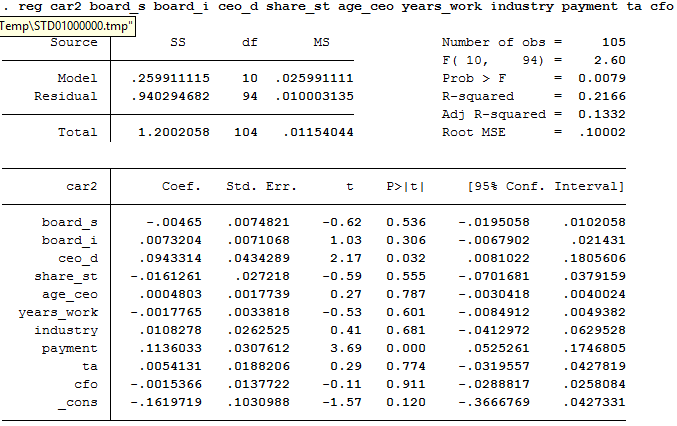 . reg car2 board_s board_i ceo_d share_st age_ceo years_work industry payment ta cfo
Temp\STD01000000.tmp"
Source SS df MS Number of obs = 105
F( 10, 94) = 2.60
Model .259911115 10 .025991111 Prob > F = 0.0079
Residual .940294682 94 .010003135 R-squared = 0.2166
Adj R-squared = 0.1332
Total 1.2002058 104 .01154044 Root MSE = .10002
car2 Coef. Std. Err. t P>|t| [95% Conf. Interval]
board_s -.00465 .0074821 -0.62 0.536 -.0195058 .0102058
board_i .0073204 .0071068 1.03 0.306 -.0067902 .021431
ceo_d .0943314 .0434289 2.17 0.032 .0081022 .1805606
share_st -.0161261 .027218 -0.59 0.555 -.0701681 .0379159
age_ceo .0004803 .0017739 0.27 0.787 -.0030418 .0040024
years_work -.0017765 .0033818 -0.53 0.601 -.0084912 .0049382
industry .0108278 .0262525 0.41 0.681 -.0412972 .0629528
payment .1136033 .0307612 3.69 0.000 .0525261 .1746805
ta .0054131 .0188206 0.29 0.774 -.0319557 .0427819
cfo -.0015366 .0137722 -0.11 0.911 -.0288817 .0258084
_cons -.1619719 .1030988 -1.57 0.120 -.3666769 .0427331